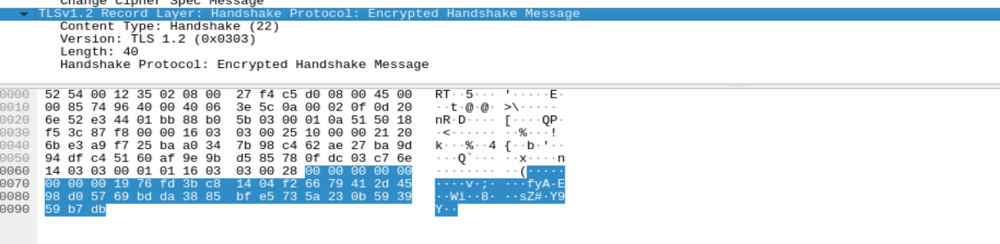 Change Cipher Spec Message
TLSv1.2 Record Layer: Handshake Protocol: Encrypted Handshake Message
Content Type: Handshake (22)
Version: TLS 1.2 (0x0303)
Length: 40
Handshake Protocol: Encrypted Handshake Message
0000 52 54 00 12 35 02 08 00 27 f4 c5 d0 08 00 45 00 RT··5··· '·····E·
0010 00 85 74 96 40 00 40 06 3e 5c 0a 00 02 0f 0d 20 ··t·@·@· >\·····
0020 6e 52 e3 44 01 bb 88 b0 5b 03 00 01 0a 51 50 18 nR·D···· [····QP·
0030 f5 3c 87 f8 00 00 16 03 03 00 25 10 00 00 21 20 ·<······ ··%···!
0040 6b e3 a9 f7 25 ba a0 34 7b 98 c4 62 ae 27 ba 9d k···%··4 {··b·'··
0050 94 df c4 51 60 af 9e 9b d5 85 78 0f dc 03 c7 6e ···Q`··· ··x····n
0060 14 03 03 00 01 01 16 03 03 00 28 00 00 00 00 00 ········ ··(·····
0070 00 00 00 19 76 fd 3b c8 14 04 f2 66 79 41 2d 45 ····v·;· ···fyA-E
0080 98 d0 57 69 bd da 38 85 bf e5 73 5a 23 0b 59 39 ··Wi··8· ··sZ#·Y9
0090 59 b7 db Y··